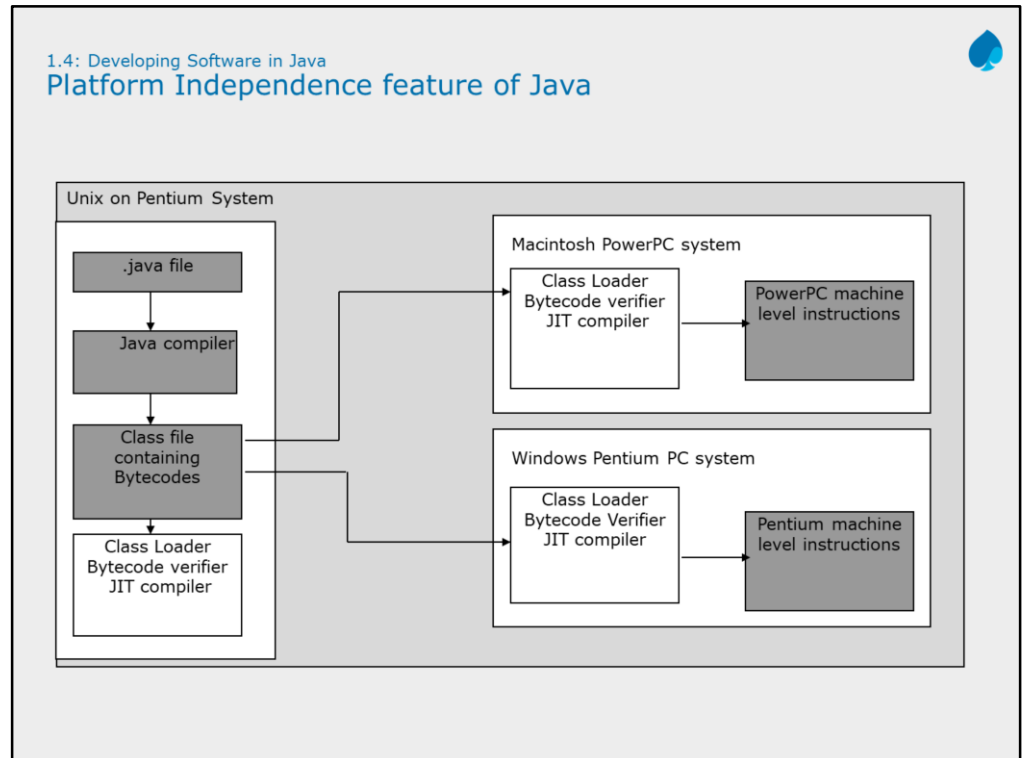 1.4: Developing Software in Java
Platform Independence feature of Java
Unix on Pentium System
.java file
Java compiler
Class file
containing
Bytecodes
Class Loader
Bytecode verifier
JIT compiler
Macintosh PowerPC system
Class Loader
Bytecode verifier
JIT compiler
PowerPC machine
level instructions
Windows Pentium PC system
Class Loader
Bytecode Verifier
JIT compiler
Pentium machine
level instructions